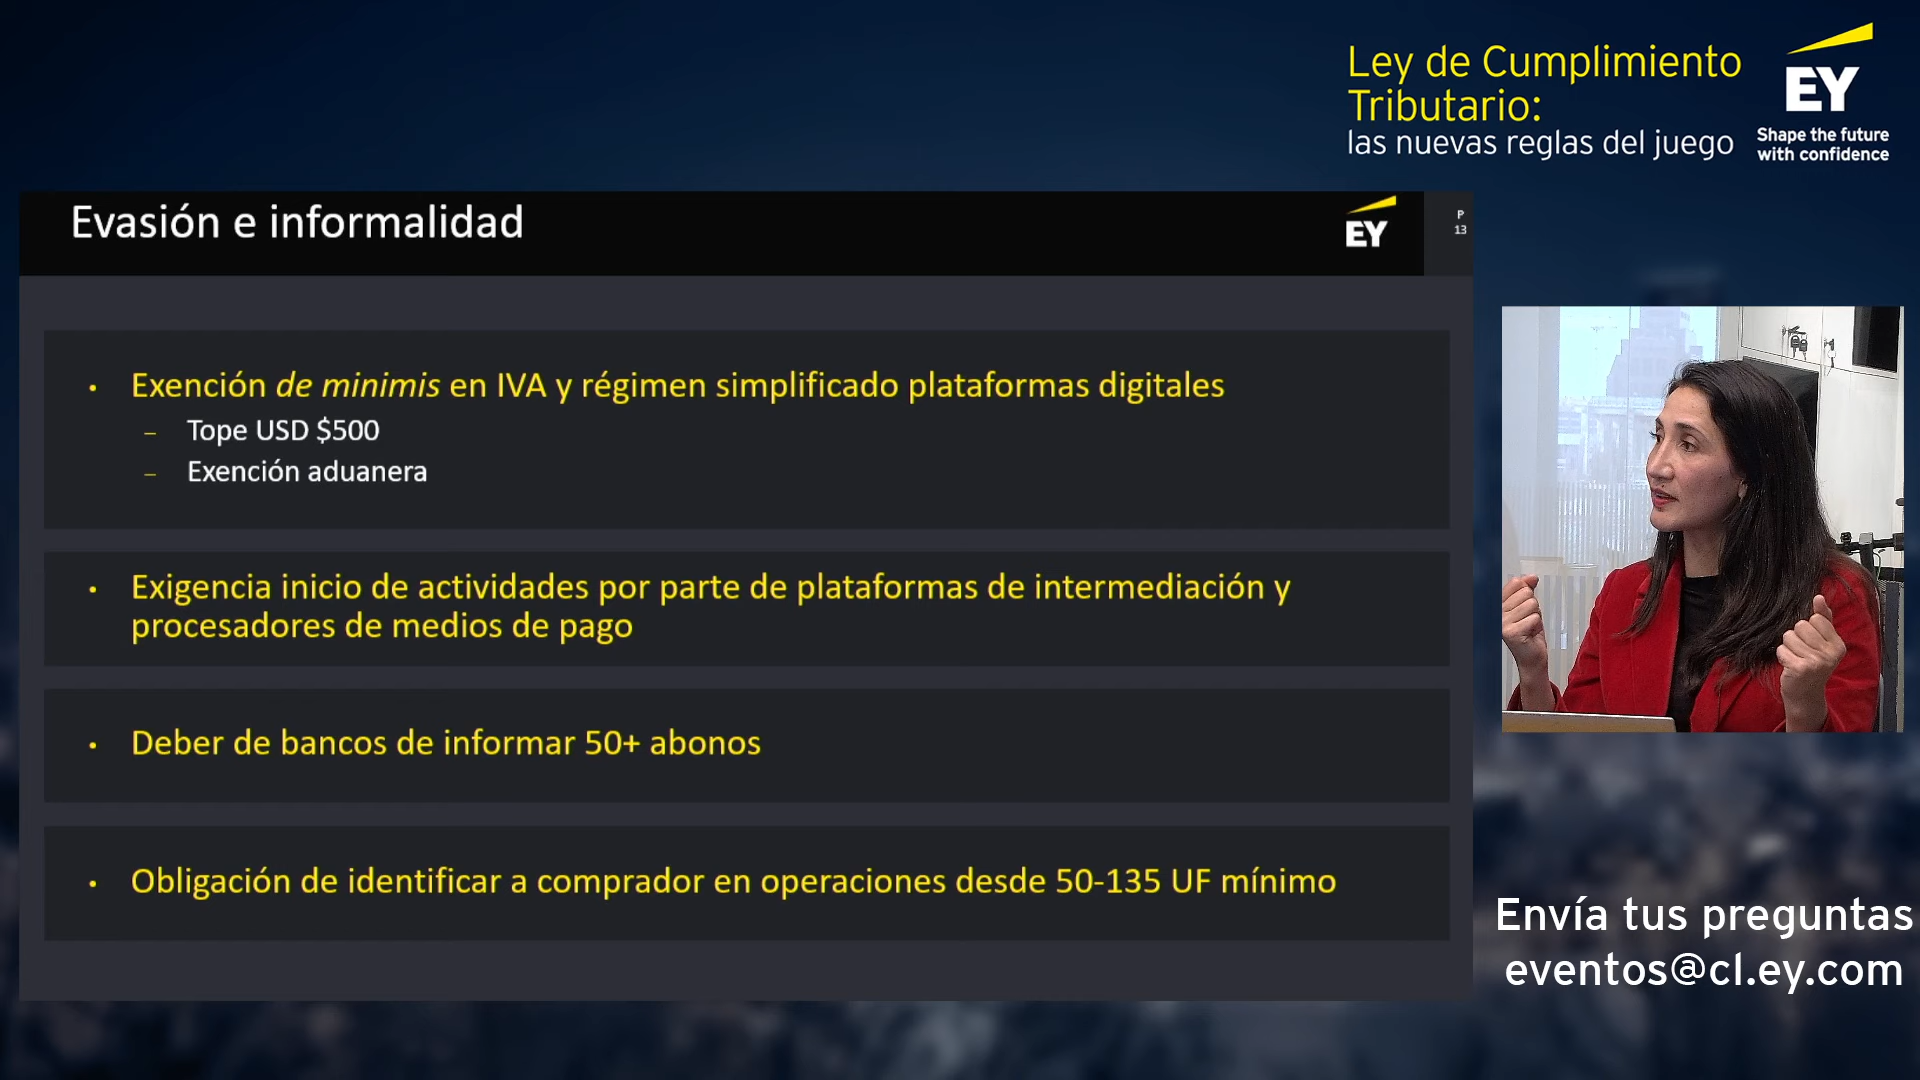 Ley de Cumplimiento
Tributario:
las nuevas reglas del juego
EY
Shape the future
with confidence
Evasión e informalidad
EY
P
13
• Exención de minimis en IVA y régimen simplificado plataformas digitales
– Tope USD $500
– Exención aduanera
• Exigencia inicio de actividades por parte de plataformas de intermediación y
procesadores de medios de pago
• Deber de bancos de informar 50+ abonos
• Obligación de identificar a comprador en operaciones desde 50-135 UF mínimo
Envía tus preguntas
eventos@cl.ey.com